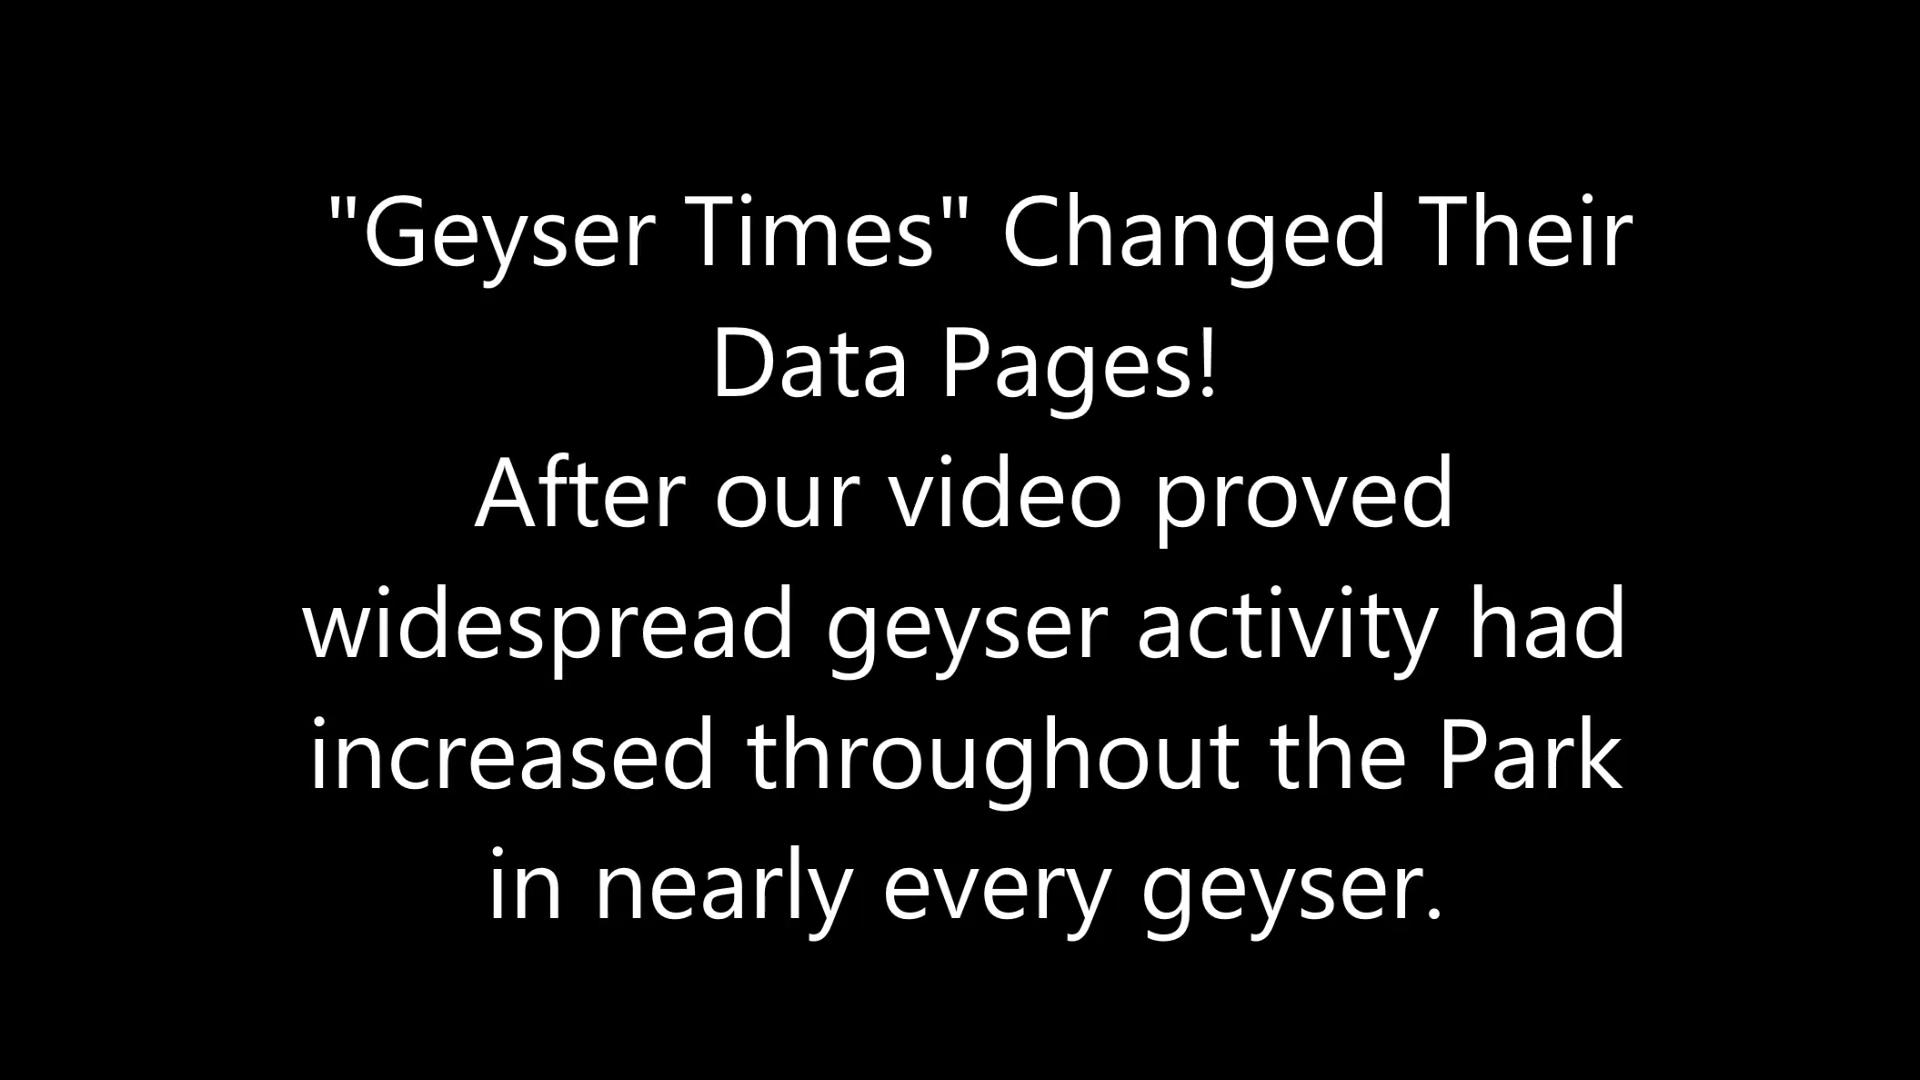 "Geyser Times" Changed Their
Data Pages!
After our video proved
widespread geyser activity had
increased throughout the Park
in nearly every geyser.